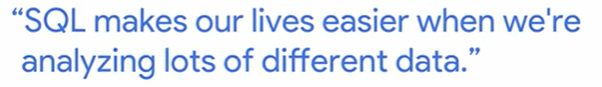 “SQL makes our lives easier when we're
analyzing lots of different data.”